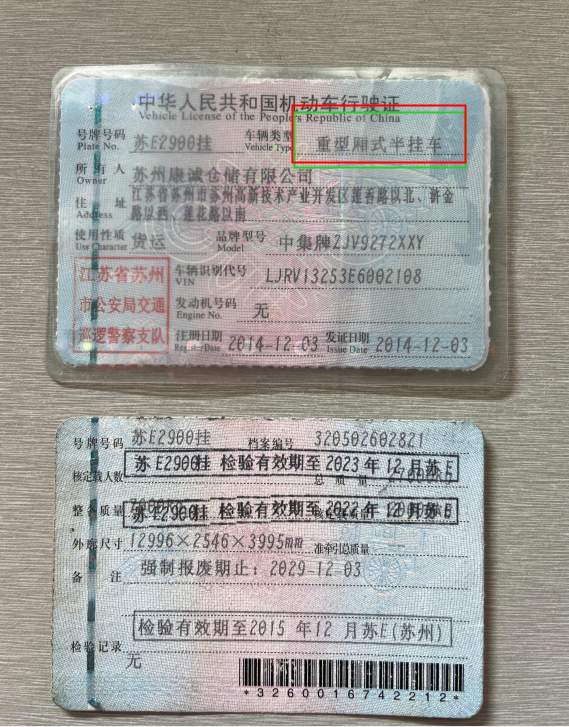 中华人民共和国机动车行驶证
Vehicle License of the People's Republic of China
号牌号码 苏E2900挂 车辆类型 重型厢式半挂车
Plate No. Vehicle Type
所有人 苏州康诚仓储有限公司
Owner
住址 江苏省苏州市苏州高新技术产业开发区莲香路以北、浒金
Address 路以西、莲花路以南
使用性质 货运 品牌型号 中集牌ZJV9272XXY
Use Character Model
江苏省苏州 车辆识别代号 LJRV13253E6002108
VIN
市公安局交通 发动机号码 无
Engine No.
巡逻警察支队 注册日期 2014-12-03 发证日期 2014-12-03
Register Date Issue Date
号牌号码 苏E2900挂 档案编号 320502602821
苏E2900挂 检验有效期至2023年12月苏E
核定载人数 总质量
整备质量 苏E2900挂 检验有效期至2022年12月苏E
外廓尺寸 12996×2546×3995mm 准牵引总质量
备注 强制报废期止：2029-12-03
检验有效期至2015年12月苏E(苏州)
检验记录
无
*3260016742212*